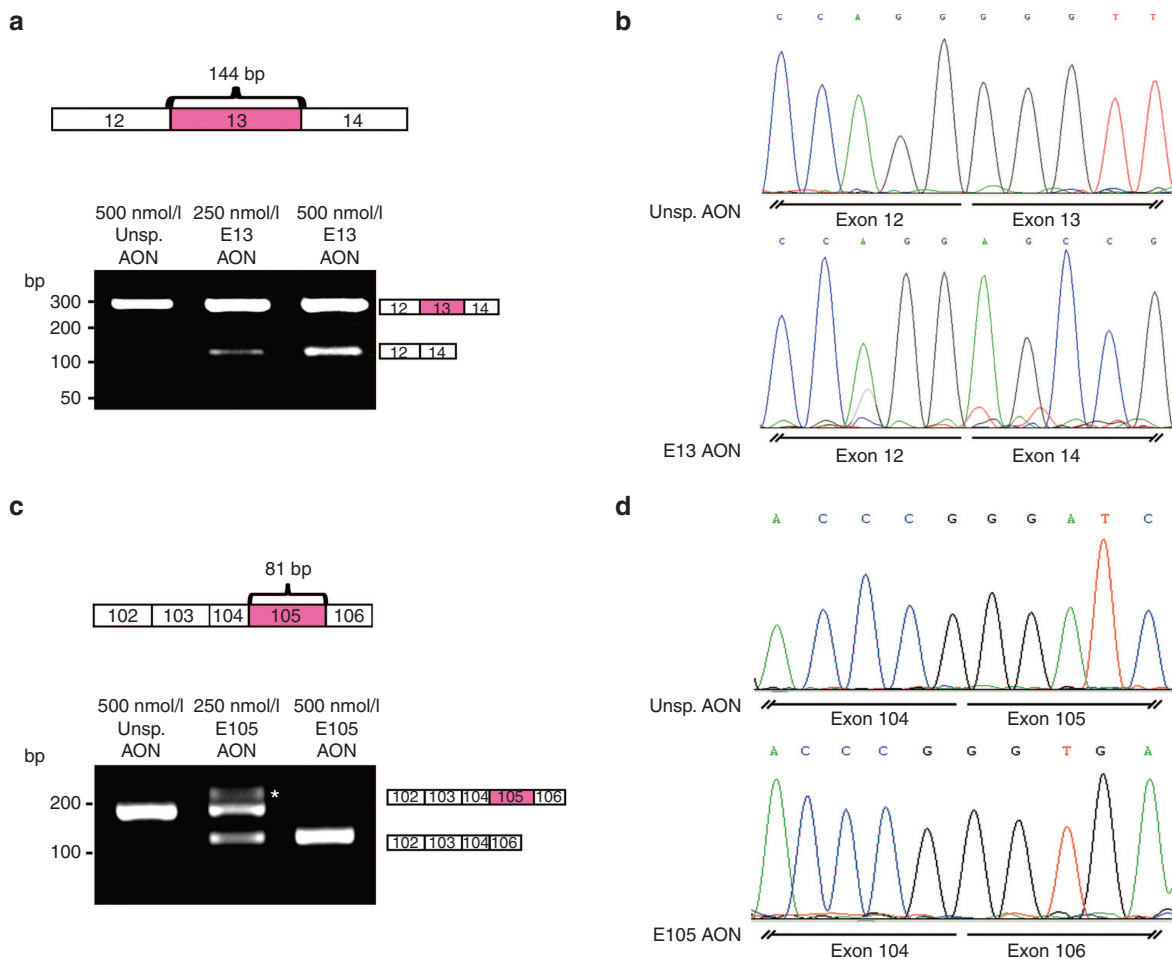 a
144 bp
12 13 14
500 nmol/l 250 nmol/l 500 nmol/l
Unsp. E13 E13
AON AON AON
bp
300
200
100
50
12 13 14
12 14
b
C C A G G G G G T T
Unsp. AON
Exon 12 Exon 13
C C A G G A G C C G
E13 AON
Exon 12 Exon 14
c
81 bp
102 103 104 105 106
500 nmol/l 250 nmol/l 500 nmol/l
Unsp. E105 E105
AON AON AON
bp
200
100
*
102 103 104 105 106
102 103 104 106
d
A C C C G G G A T C
Unsp. AON
Exon 104 Exon 105
A C C C G G G T G A
E105 AON
Exon 104 Exon 106